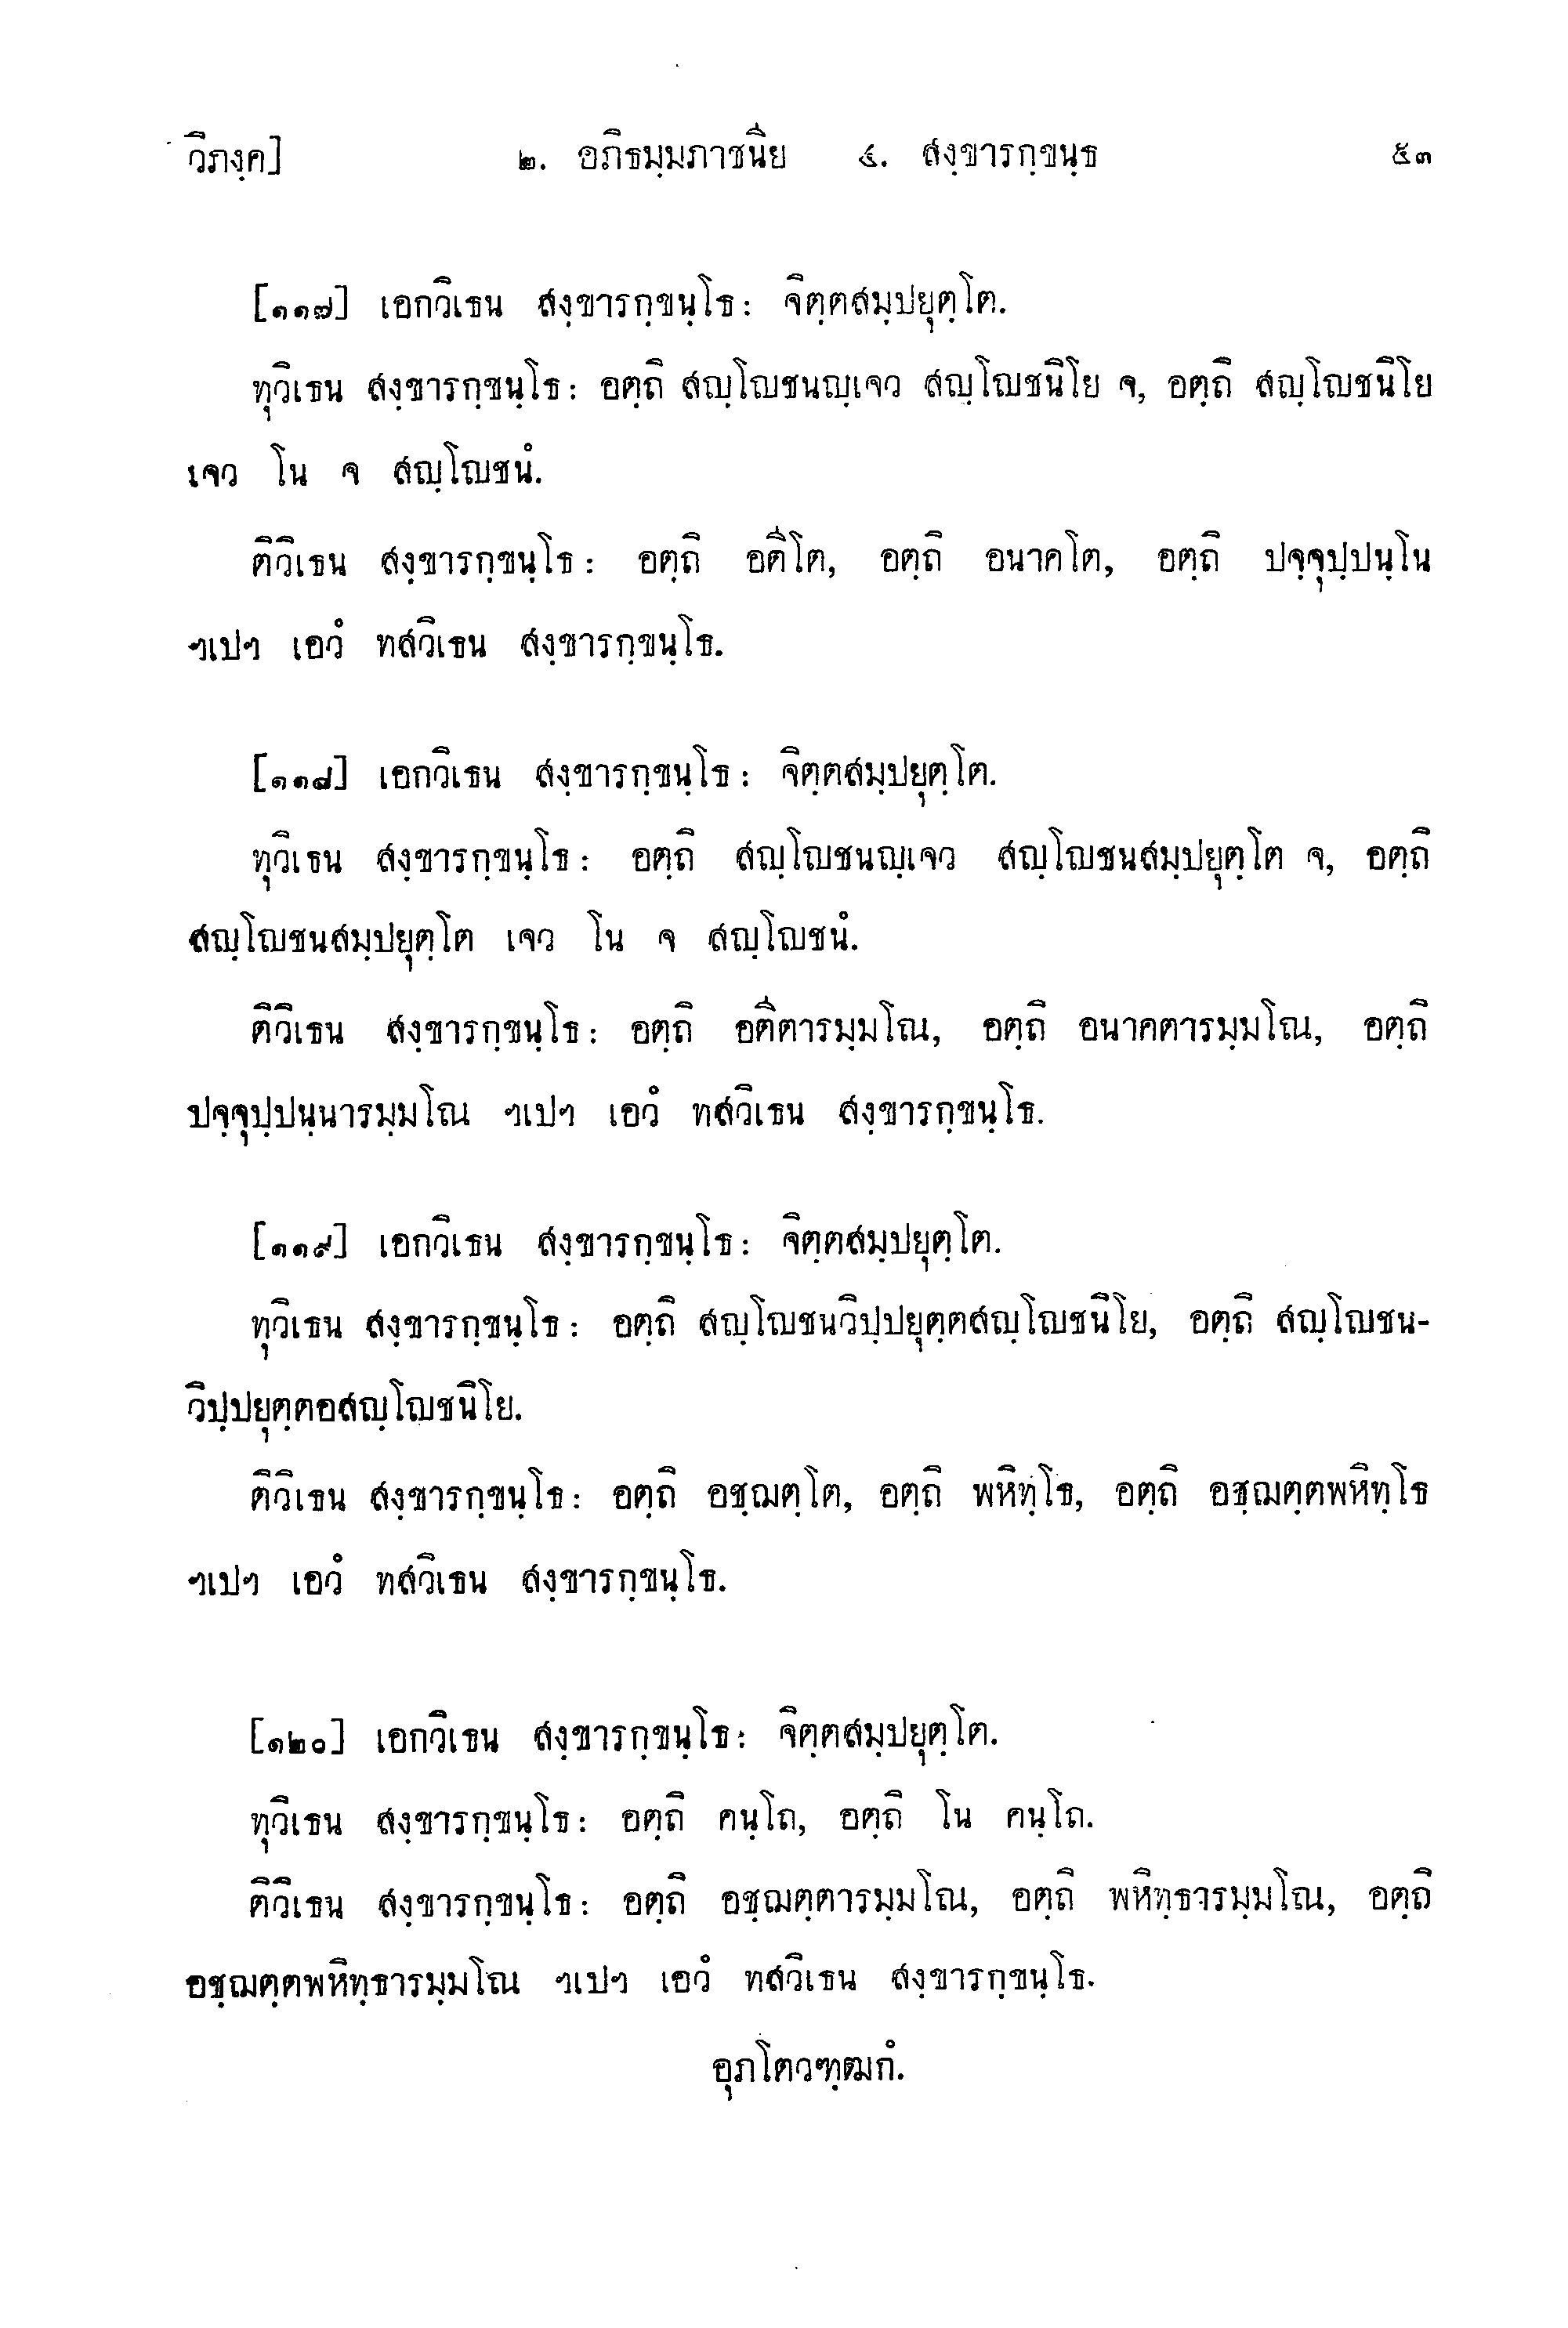 วิภงฺค] ๒. อภิธมฺมภาชนีย ๔. สงฺขารกฺขนฺธ ๕๓
[๑๑๗] เอกวิเธน สงฺขารกฺขนฺโธ : จิตฺตสมฺปยุตฺโต.
ทุวิเธน สงฺขารกฺขนฺโธ : อตฺถิ สญฺโญชนญฺเจว สญฺโญชนิโย จ, อตฺถิ สญฺโญชนิโย
เจว โน จ สญฺโญชนํ.
ติวิเธน สงฺขารกฺขนฺโธ : อตฺถิ อตีโต, อตฺถิ อนาคโต, อตฺถิ ปจฺจุปฺปนฺโน
ฯเปฯ เอวํ ทสวิเธน สงฺขารกฺขนฺโธ.
[๑๑๘] เอกวิเธน สงฺขารกฺขนฺโธ : จิตฺตสมฺปยุตฺโต.
ทุวิเธน สงฺขารกฺขนฺโธ : อตฺถิ สญฺโญชนญฺเจว สญฺโญชนสมฺปยุตฺโต จ, อตฺถิ
สญฺโญชนสมฺปยุตฺโต เจว โน จ สญฺโญชนํ.
ติวิเธน สงฺขารกฺขนฺโธ : อตฺถิ อตีตารมฺมโณ, อตฺถิ อนาคตารมฺมโณ, อตฺถิ
ปจฺจุปฺปนฺนารมฺมโณ ฯเปฯ เอวํ ทสวิเธน สงฺขารกฺขนฺโธ.
[๑๑๙] เอกวิเธน สงฺขารกฺขนฺโธ : จิตฺตสมฺปยุตฺโต.
ทุวิเธน สงฺขารกฺขนฺโธ : อตฺถิ สญฺโญชนวิปฺปยุตฺตสญฺโญชนิโย, อตฺถิ สญฺโญชน-
วิปฺปยุตฺตอสญฺโญชนิโย.
ติวิเธน สงฺขารกฺขนฺโธ : อตฺถิ อชฺฌตฺโต, อตฺถิ พหิทฺโธ, อตฺถิ อชฺฌตฺตพหิทฺโธ
ฯเปฯ เอวํ ทสวิเธน สงฺขารกฺขนฺโธ.
[๑๒๐] เอกวิเธน สงฺขารกฺขนฺโธ : จิตฺตสมฺปยุตฺโต.
ทุวิเธน สงฺขารกฺขนฺโธ : อตฺถิ คนฺโถ, อตฺถิ โน คนฺโถ.
ติวิเธน สงฺขารกฺขนฺโธ : อตฺถิ อชฺฌตฺตารมฺมโณ, อตฺถิ พหิทฺธารมฺมโณ, อตฺถิ
อชฺฌตฺตพหิทฺธารมฺมโณ ฯเปฯ เอวํ ทสวิเธน สงฺขารกฺขนฺโธ.
อุภโตวฑฺฒกํ.